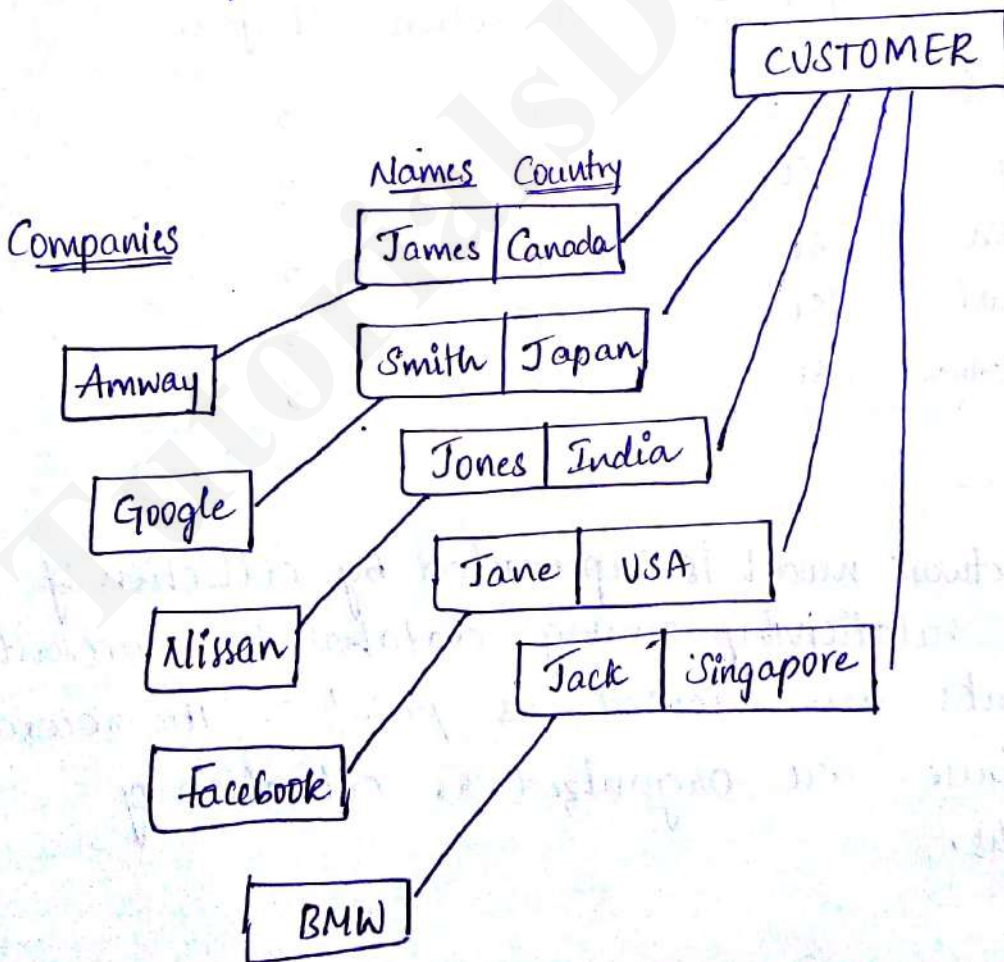 CUSTOMER
Names Country
Companies
James Canada
Amway
Smith Japan
Google
Jones India
Nissan
Jane USA
Facebook
Jack Singapore
BMW